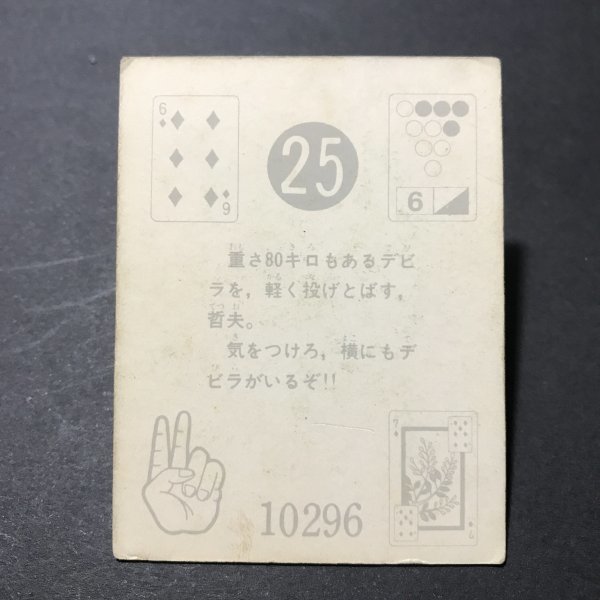 6
25
6
9
重さ80キロもあるデビ
ラを，軽く投げとばす，
哲夫。
気をつけろ，横にもデ
ビラがいるぞ!!
7
10296
7